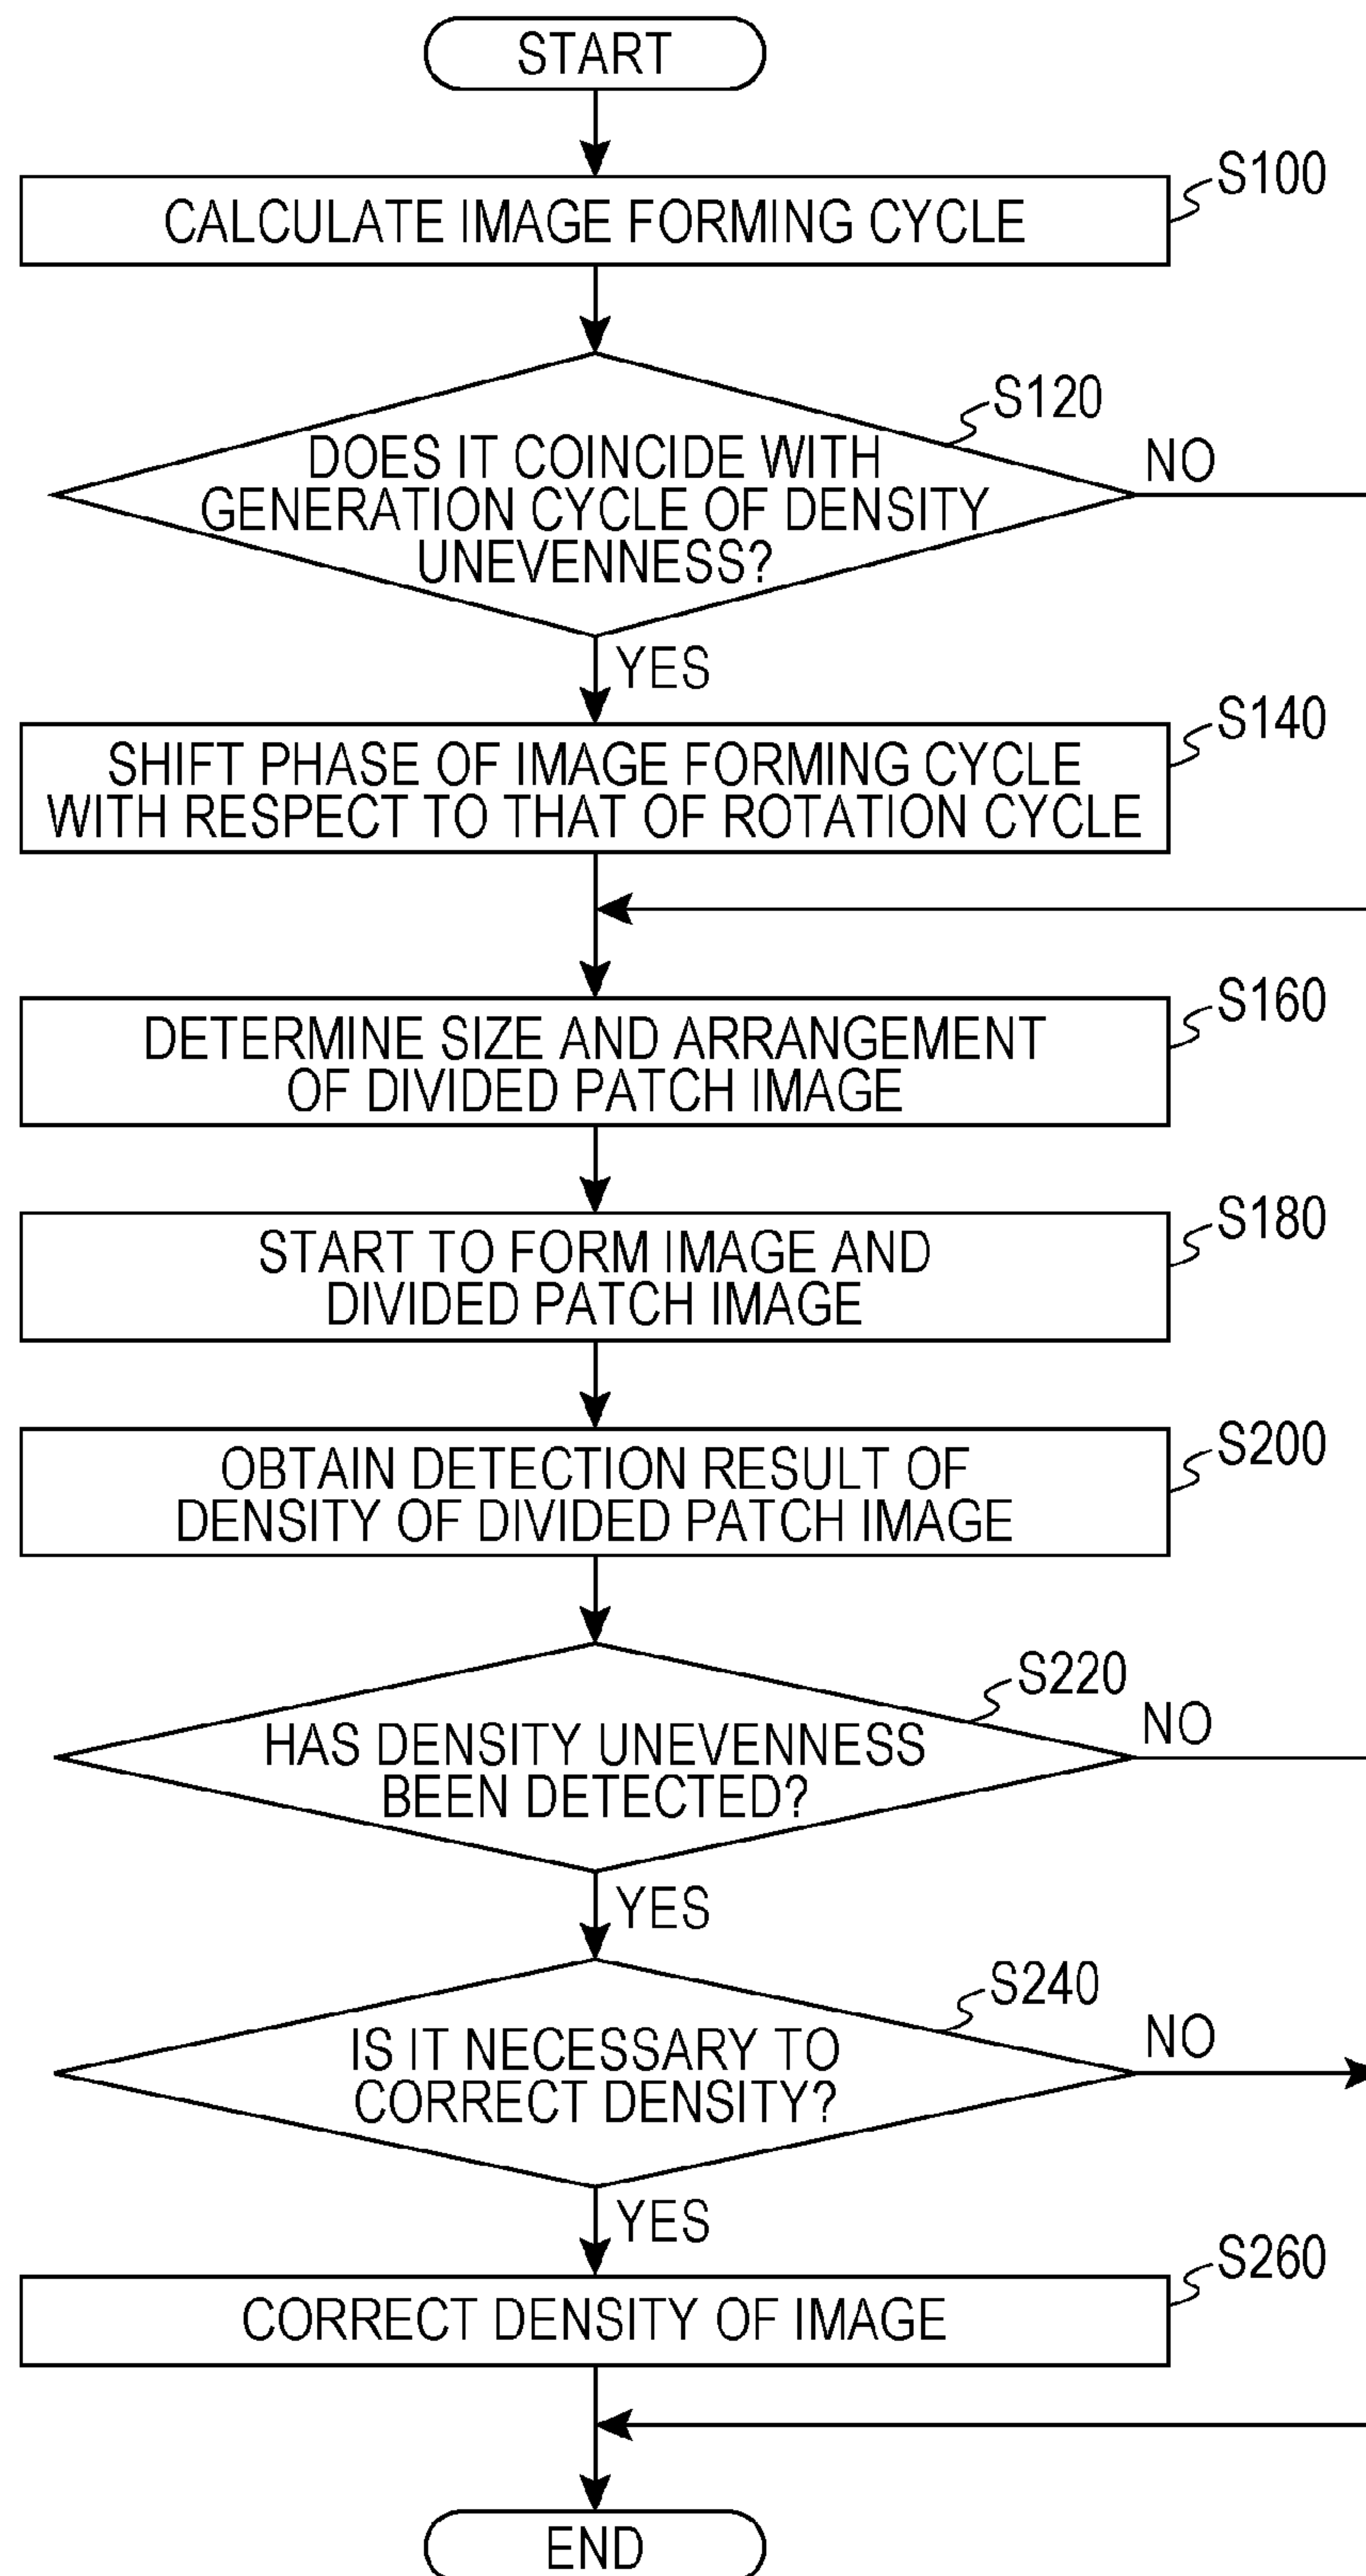 START
CALCULATE IMAGE FORMING CYCLE
S100
S120
DOES IT COINCIDE WITH
GENERATION CYCLE OF DENSITY
UNEVENNESS?
NO
YES
S140
SHIFT PHASE OF IMAGE FORMING CYCLE
WITH RESPECT TO THAT OF ROTATION CYCLE
S160
DETERMINE SIZE AND ARRANGEMENT
OF DIVIDED PATCH IMAGE
S180
START TO FORM IMAGE AND
DIVIDED PATCH IMAGE
S200
OBTAIN DETECTION RESULT OF
DENSITY OF DIVIDED PATCH IMAGE
S220
HAS DENSITY UNEVENNESS
BEEN DETECTED?
NO
YES
S240
IS IT NECESSARY TO
CORRECT DENSITY?
NO
YES
S260
CORRECT DENSITY OF IMAGE
END